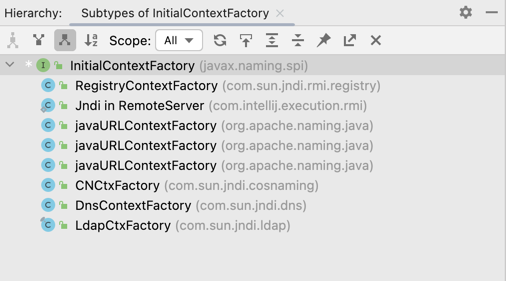 Hierarchy: Subtypes of InitialContextFactory
Scope: All
InitialContextFactory (javax.naming.spi)
RegistryContextFactory (com.sun.jndi.rmi.registry)
Jndi in RemoteServer (com.intellij.execution.rmi)
javaURLContextFactory (org.apache.naming.java)
javaURLContextFactory (org.apache.naming.java)
javaURLContextFactory (org.apache.naming.java)
CNCtxFactory (com.sun.jndi.cosnaming)
DnsContextFactory (com.sun.jndi.dns)
LdapCtxFactory (com.sun.jndi.ldap)